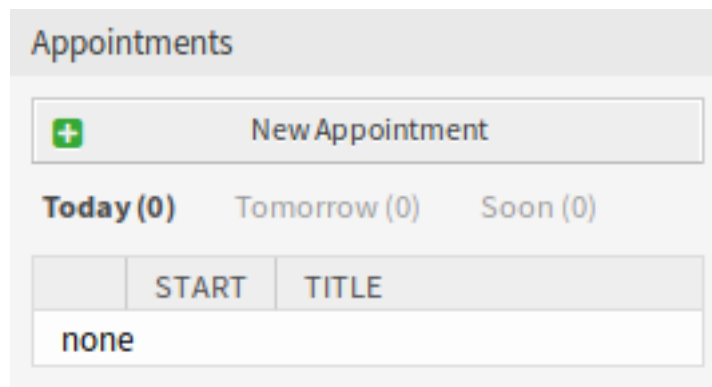 Appointments
New Appointment
Today (0) Tomorrow (0) Soon (0)
START TITLE
none